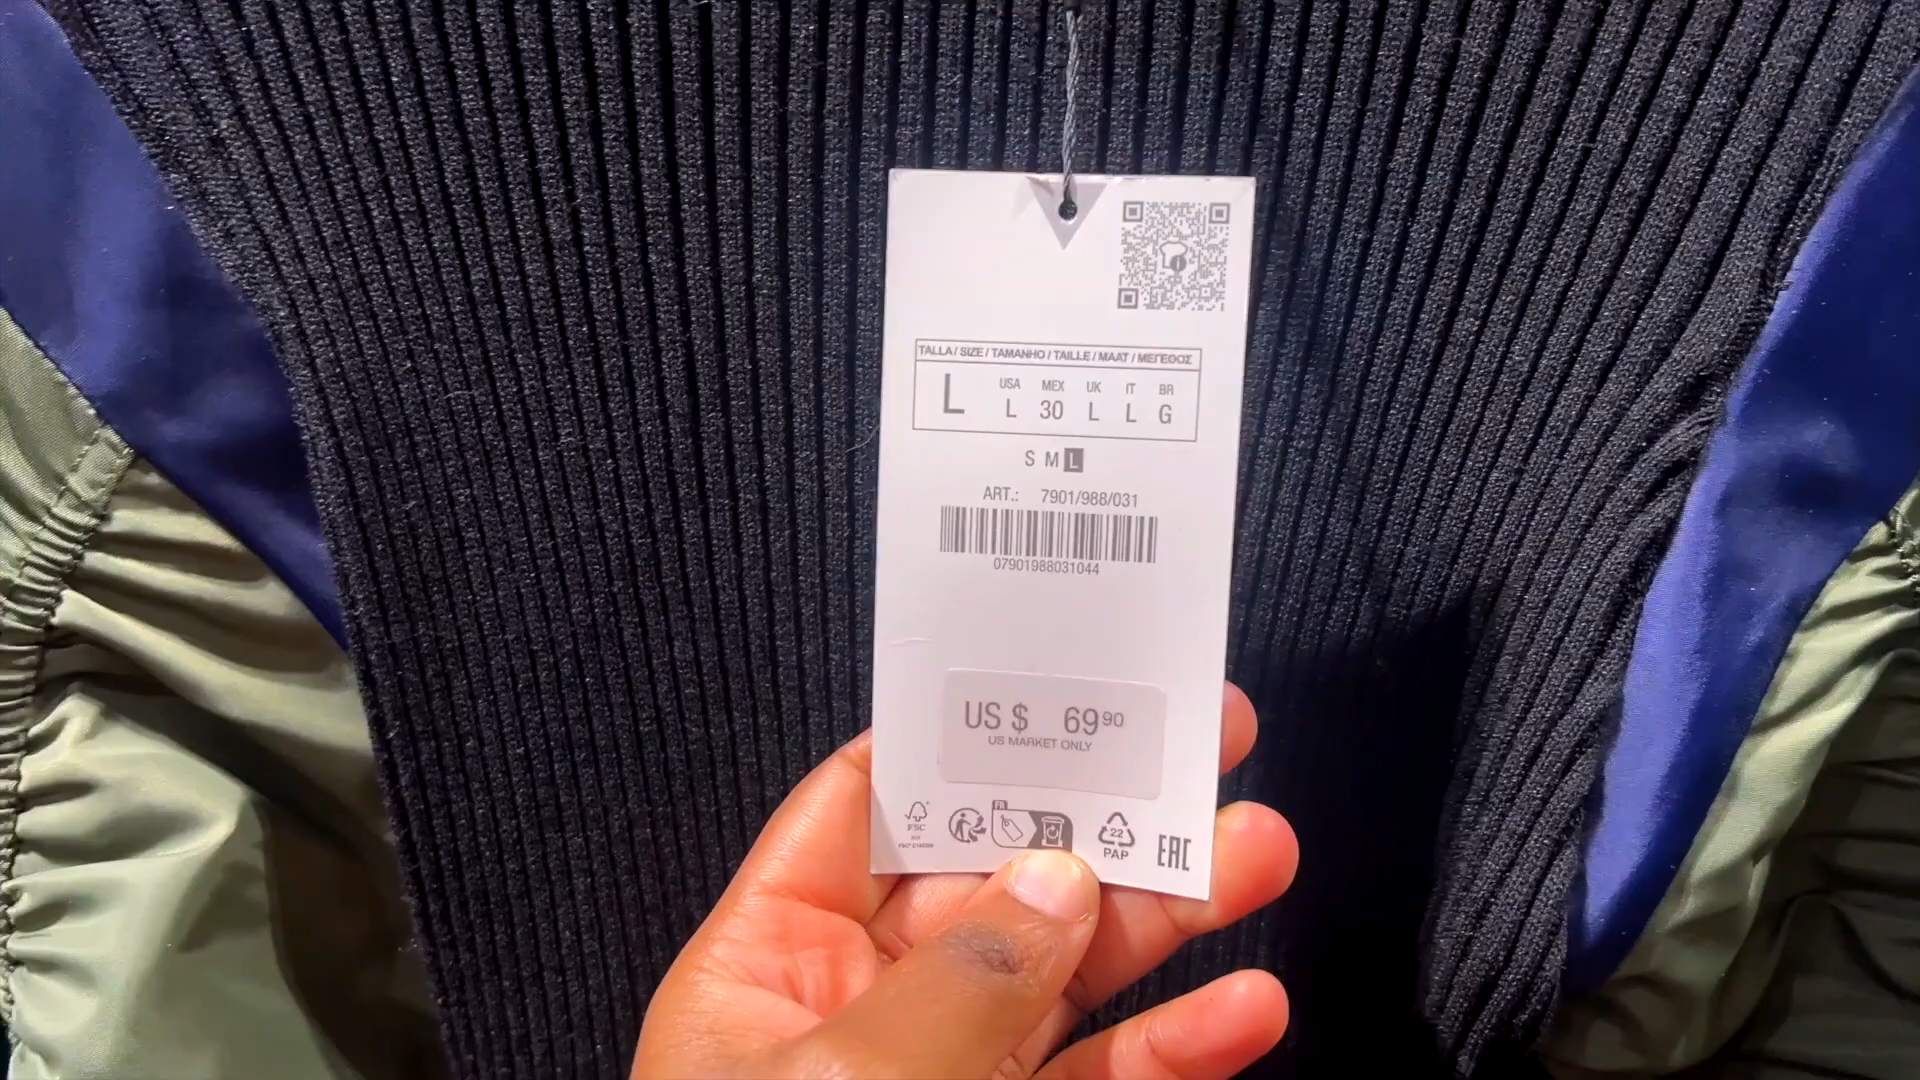 TALLA / SIZE / TAMANHO / TAILLE / MAAT / ΜΕΓΕΘΟΣ
USA MEX UK IT BR
L L 30 L L G
S M L
ART.: 7901/988/031
07901988031044
US $ 69 90
US MARKET ONLY
FR
FSC
22
PAP
EAC